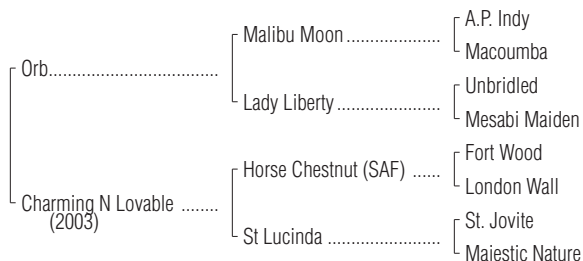 A.P. Indy
Malibu Moon ....................
Macoumba
Orb....................................
Unbridled
Lady Liberty ......................
Mesabi Maiden
Fort Wood
Horse Chestnut (SAF) ......
London Wall
Charming N Lovable ........
(2003)
St. Jovite
St Lucinda ........................
Majestic Nature